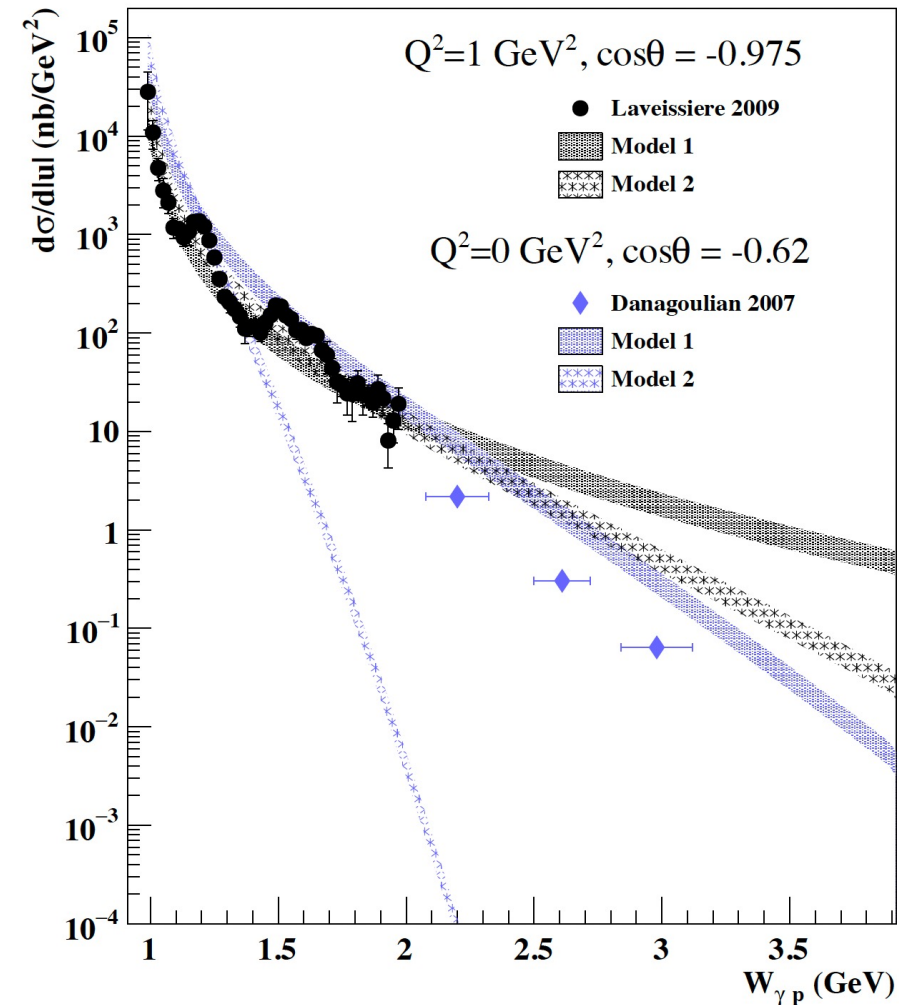 dσ/d|u| (nb/GeV²)
Q²=1 GeV², cosθ = -0.975
Laveissiere 2009
Model 1
Model 2
Q²=0 GeV², cosθ = -0.62
Danagoulian 2007
Model 1
Model 2
10⁵
10⁴
10³
10²
10
1
10⁻¹
10⁻²
10⁻³
10⁻⁴
1 1.5 2 2.5 3 3.5
W_γ p (GeV)